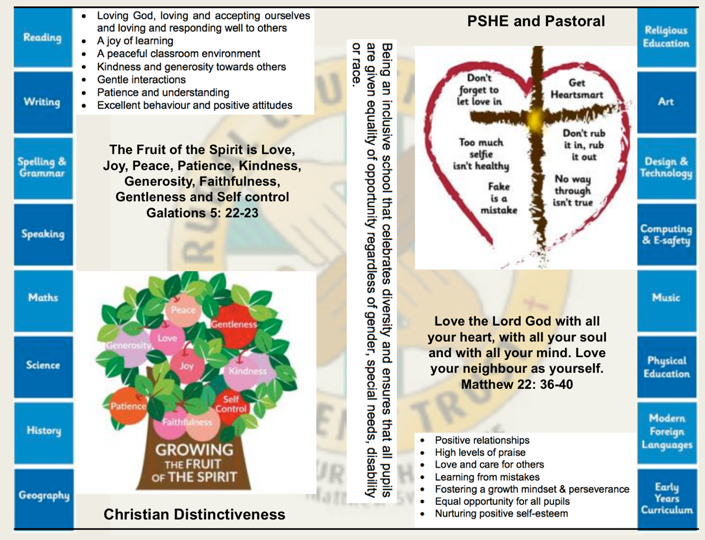 Reading
Writing
Spelling &
Grammar
Speaking
Maths
Science
History
Geography
Loving God, loving and accepting ourselves
and loving and responding well to others
A joy of learning
A peaceful classroom environment
Kindness and generosity towards others
Gentle interactions
Patience and understanding
Excellent behaviour and positive attitudes
The Fruit of the Spirit is Love,
Joy, Peace, Patience, Kindness,
Generosity, Faithfulness,
Gentleness and Self control
Galations 5: 22-23
Peace
Gentleness
Love
Generosity
Joy
Kindness
Patience
Self
Control
Faithfulness
GROWING
THE FRUIT
OF THE SPIRIT
Christian Distinctiveness
Being an inclusive school that celebrates diversity and ensures that all pupils
are given equality of opportunity regardless of gender, special needs, disability
or race.
PSHE and Pastoral
Don't
forget to
let love in
Get
Heartsmart
Too much
selfie
isn't healthy
Don't rub
it in, rub
it out
Fake
is a
mistake
No way
through
isn't true
Love the Lord God with all
your heart, with all your soul
and with all your mind. Love
your neighbour as yourself.
Matthew 22: 36-40
Positive relationships
High levels of praise
Love and care for others
Learning from mistakes
Fostering a growth mindset & perseverance
Equal opportunity for all pupils
Nurturing positive self-esteem
Religious
Education
Art
Design &
Technology
Computing
& E-safety
Music
Physical
Education
Modern
Foreign
Languages
Early
Years
Curriculum